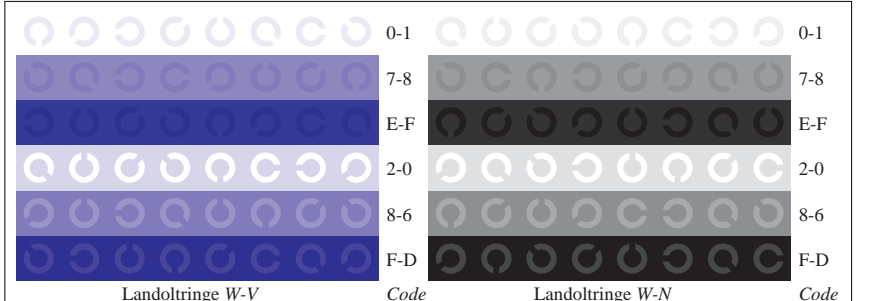 0-1 0-1
7-8 7-8
E-F E-F
2-0 2-0
8-6 8-6
F-D F-D
Landoltringe W-V Code Landoltringe W-N Code